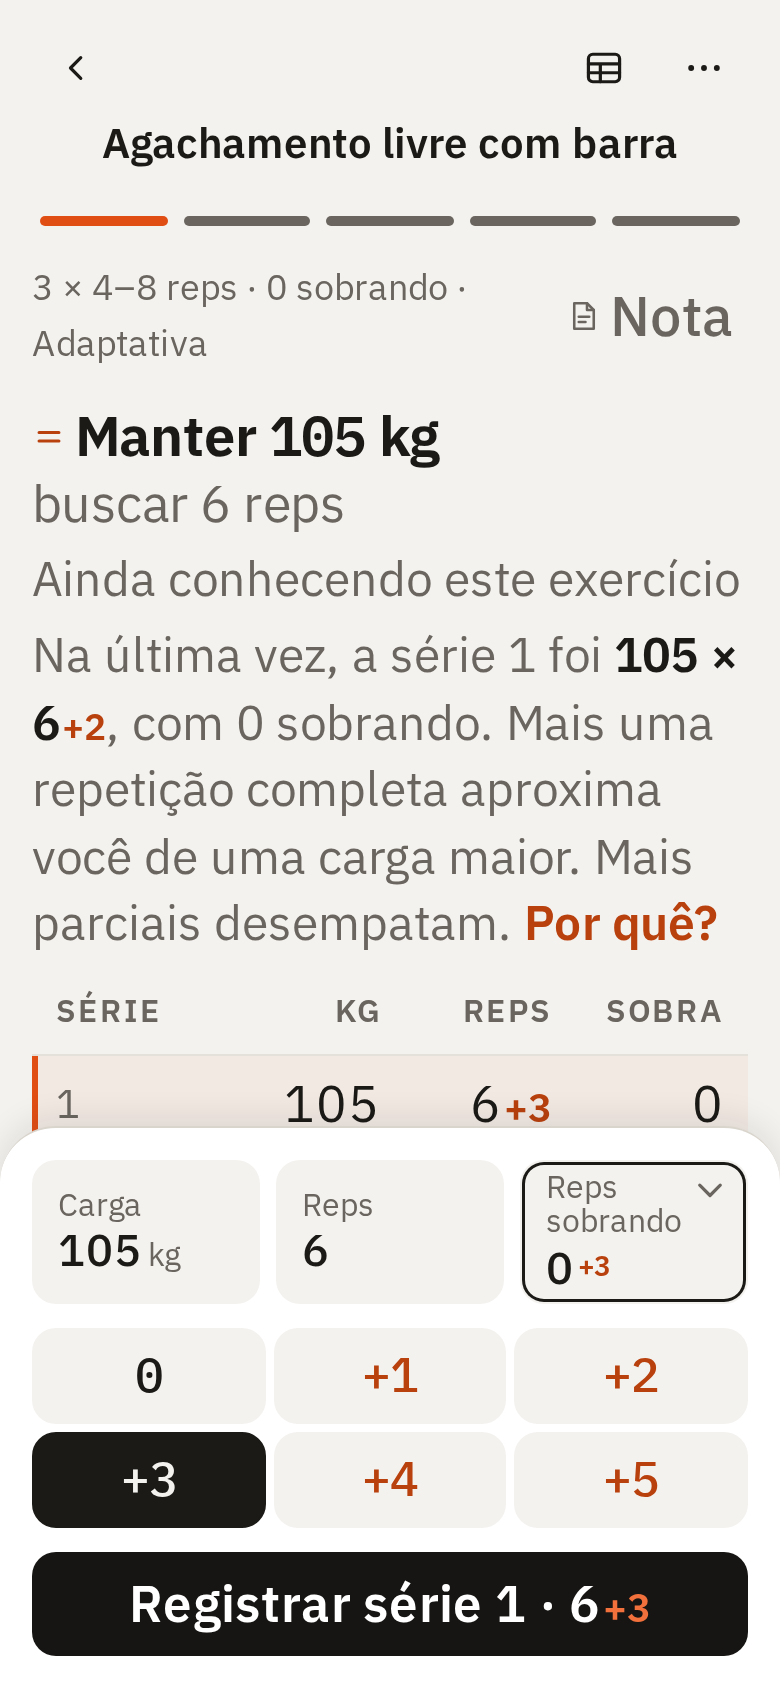 Agachamento livre com barra
3 × 4–8 reps · 0 sobrando ·
Adaptativa
Nota
= Manter 105 kg
buscar 6 reps
Ainda conhecendo este exercício
Na última vez, a série 1 foi 105 ×
6+2, com 0 sobrando. Mais uma
repetição completa aproxima
você de uma carga maior. Mais
parciais desempatam. Por quê?
SÉRIE KG REPS SOBRA
1 105 6+3 0
Carga
105 kg
Reps
6
Reps
sobrando
0 +3
0 +1 +2
+3 +4 +5
Registrar série 1 · 6+3